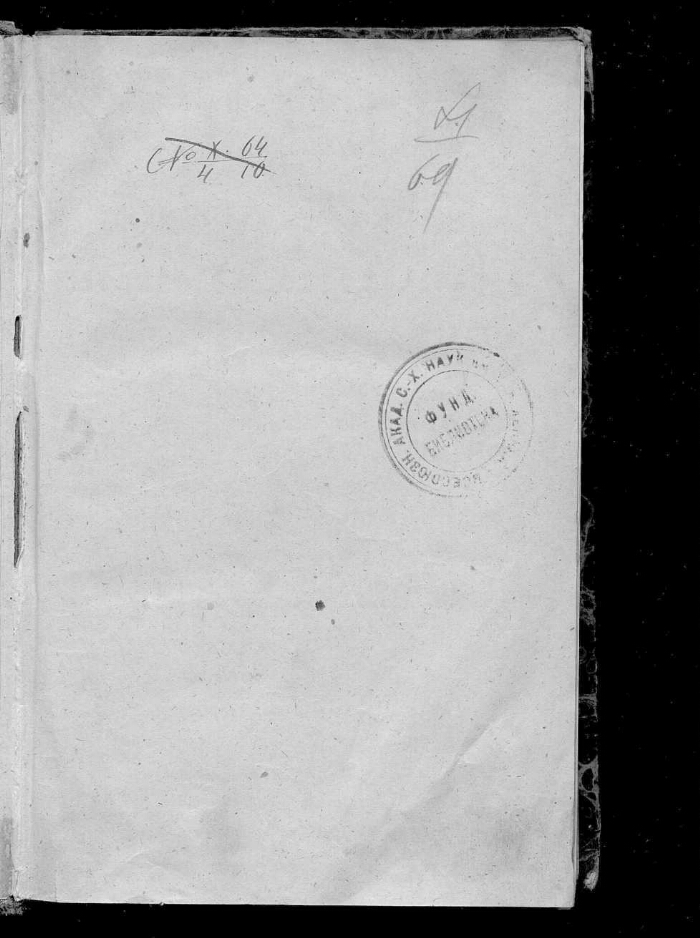 № X. 64
4 10
69
ВСЕСОЮЗН. АКАД. С.-Х. НАУК
ФУНД.
БИБЛИОТЕКА